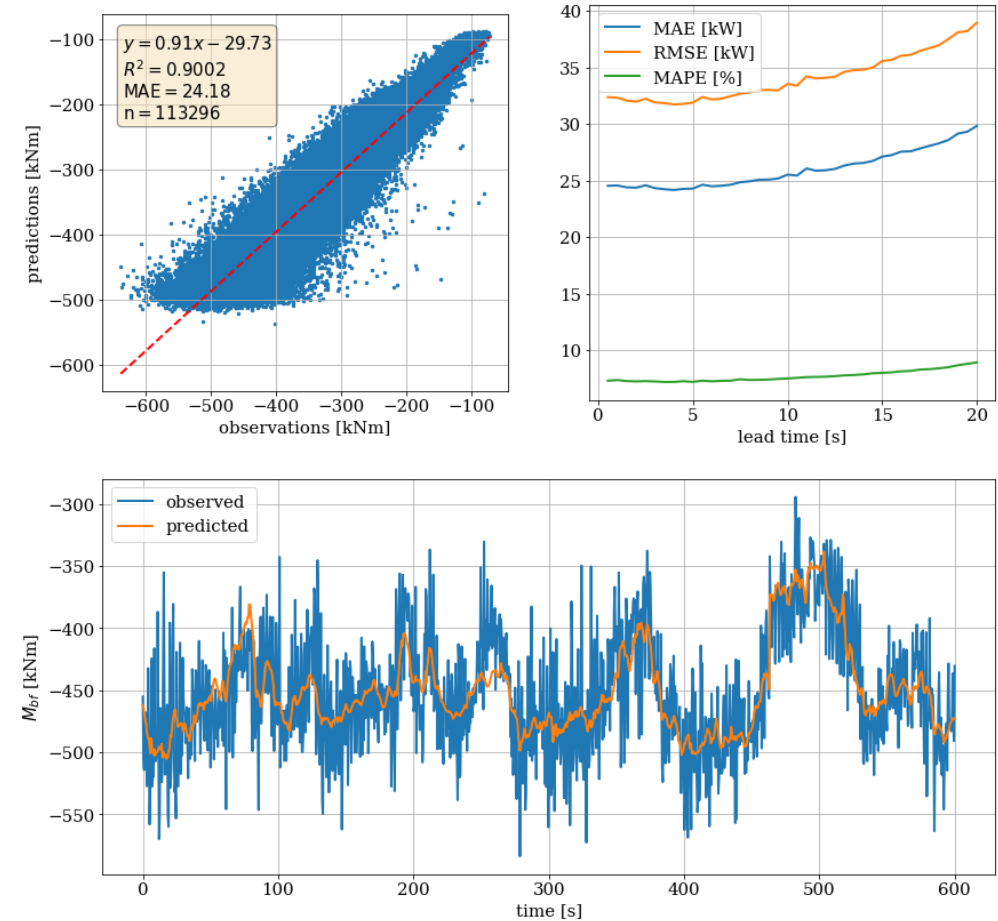 y = 0.91x − 29.73
R² = 0.9002
MAE = 24.18
n = 113296
−100
−200
−300
−400
−500
−600
predictions [kNm]
−600 −500 −400 −300 −200 −100
observations [kNm]
MAE [kW]
RMSE [kW]
MAPE [%]
40
35
30
25
20
15
10
0 5 10 15 20
lead time [s]
observed
predicted
−300
−350
−400
−450
−500
−550
M_bf [kNm]
0 100 200 300 400 500 600
time [s]